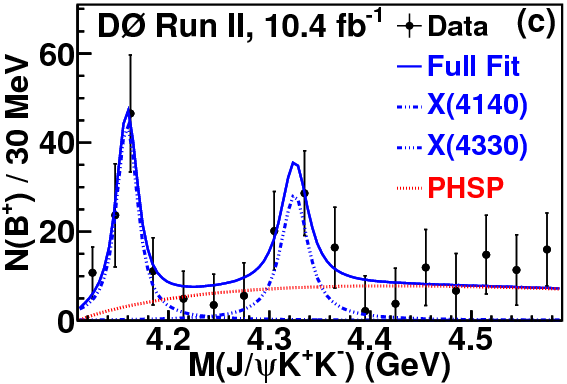 DØ Run II, 10.4 fb⁻¹
(c)
Data
Full Fit
X(4140)
X(4330)
PHSP
N(B⁺) / 30 MeV
60
40
20
0
4.2 4.3 4.4 4.5
M(J/ψK⁺K⁻) (GeV)